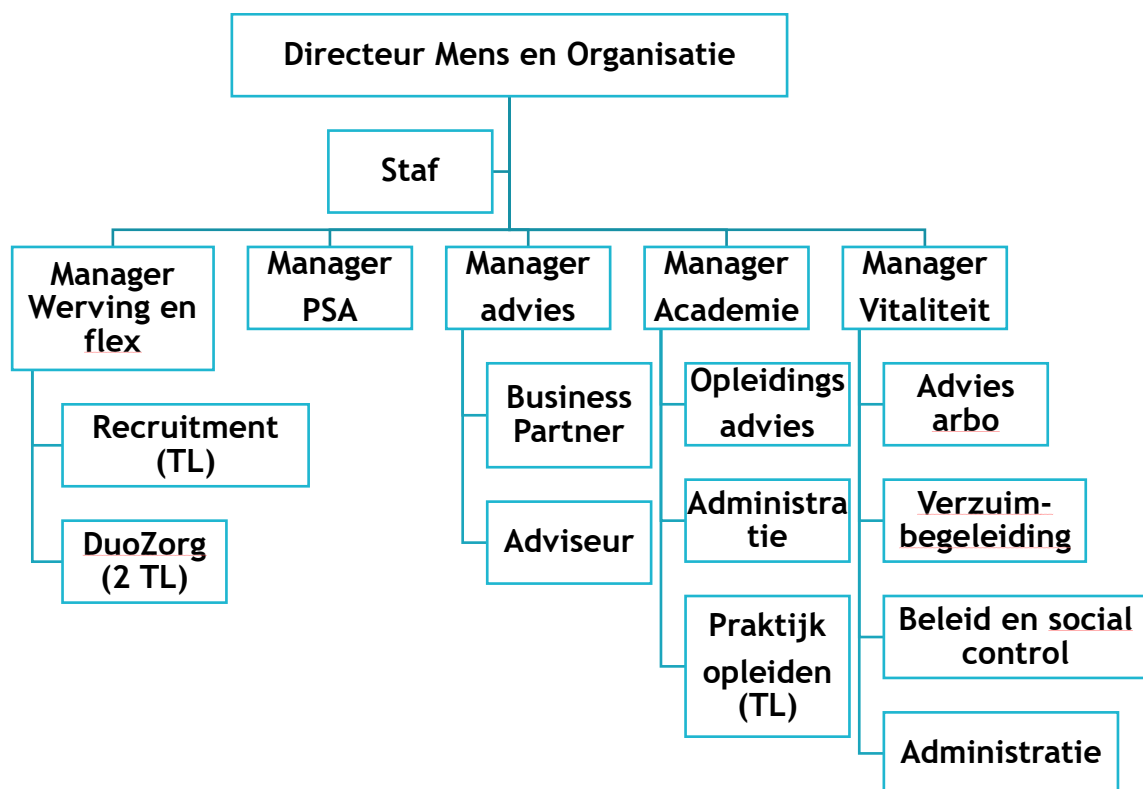 Directeur Mens en Organisatie
Staf
Manager
Werving en
flex
Manager
PSA
Manager
advies
Manager
Academie
Manager
Vitaliteit
Recruitment
(TL)
DuoZorg
(2 TL)
Business
Partner
Adviseur
Opleidings
advies
Administra
tie
Praktijk
opleiden
(TL)
Advies
arbo
Verzuim-
begeleiding
Beleid en social
control
Administratie